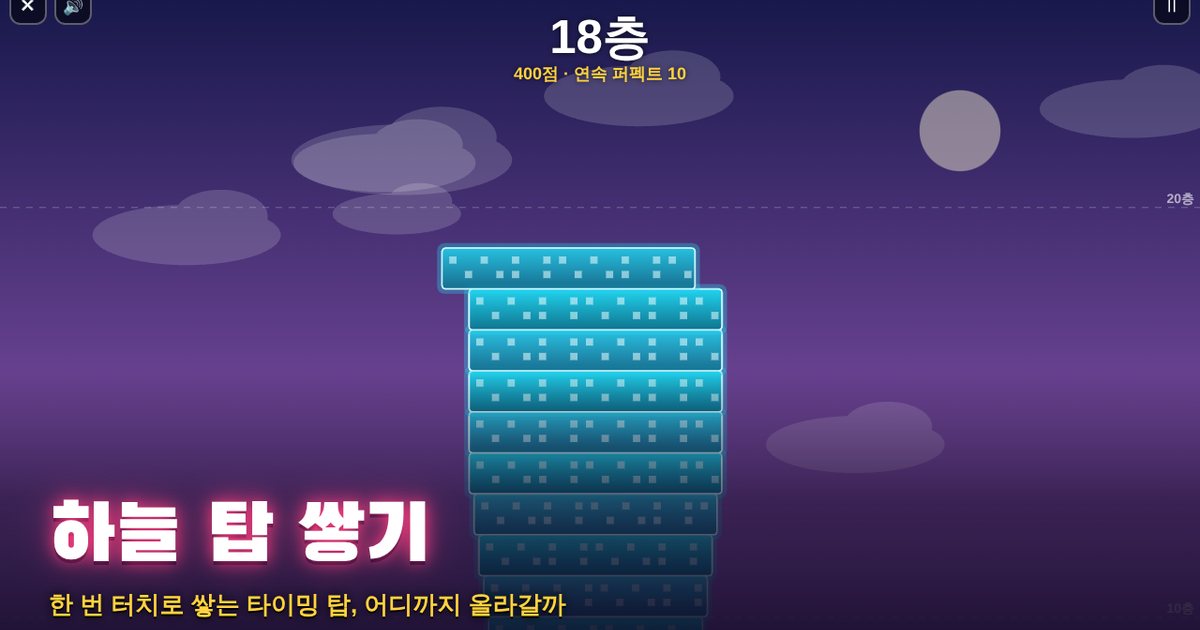 18층
400점 · 연속 퍼펙트 10
20층
하늘 탑 쌓기
한 번 터치로 쌓는 타이밍 탑, 어디까지 올라갈까
10층